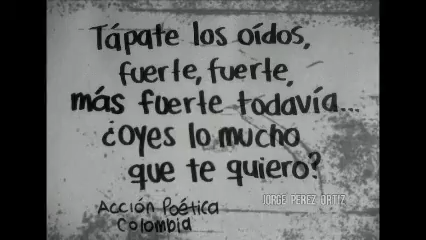 Tápate los oídos,
fuerte, fuerte,
más fuerte todavía...
¿oyes lo mucho
que te quiero?
JORGE PEREZ ORTIZ
Acción Poética
Colombia